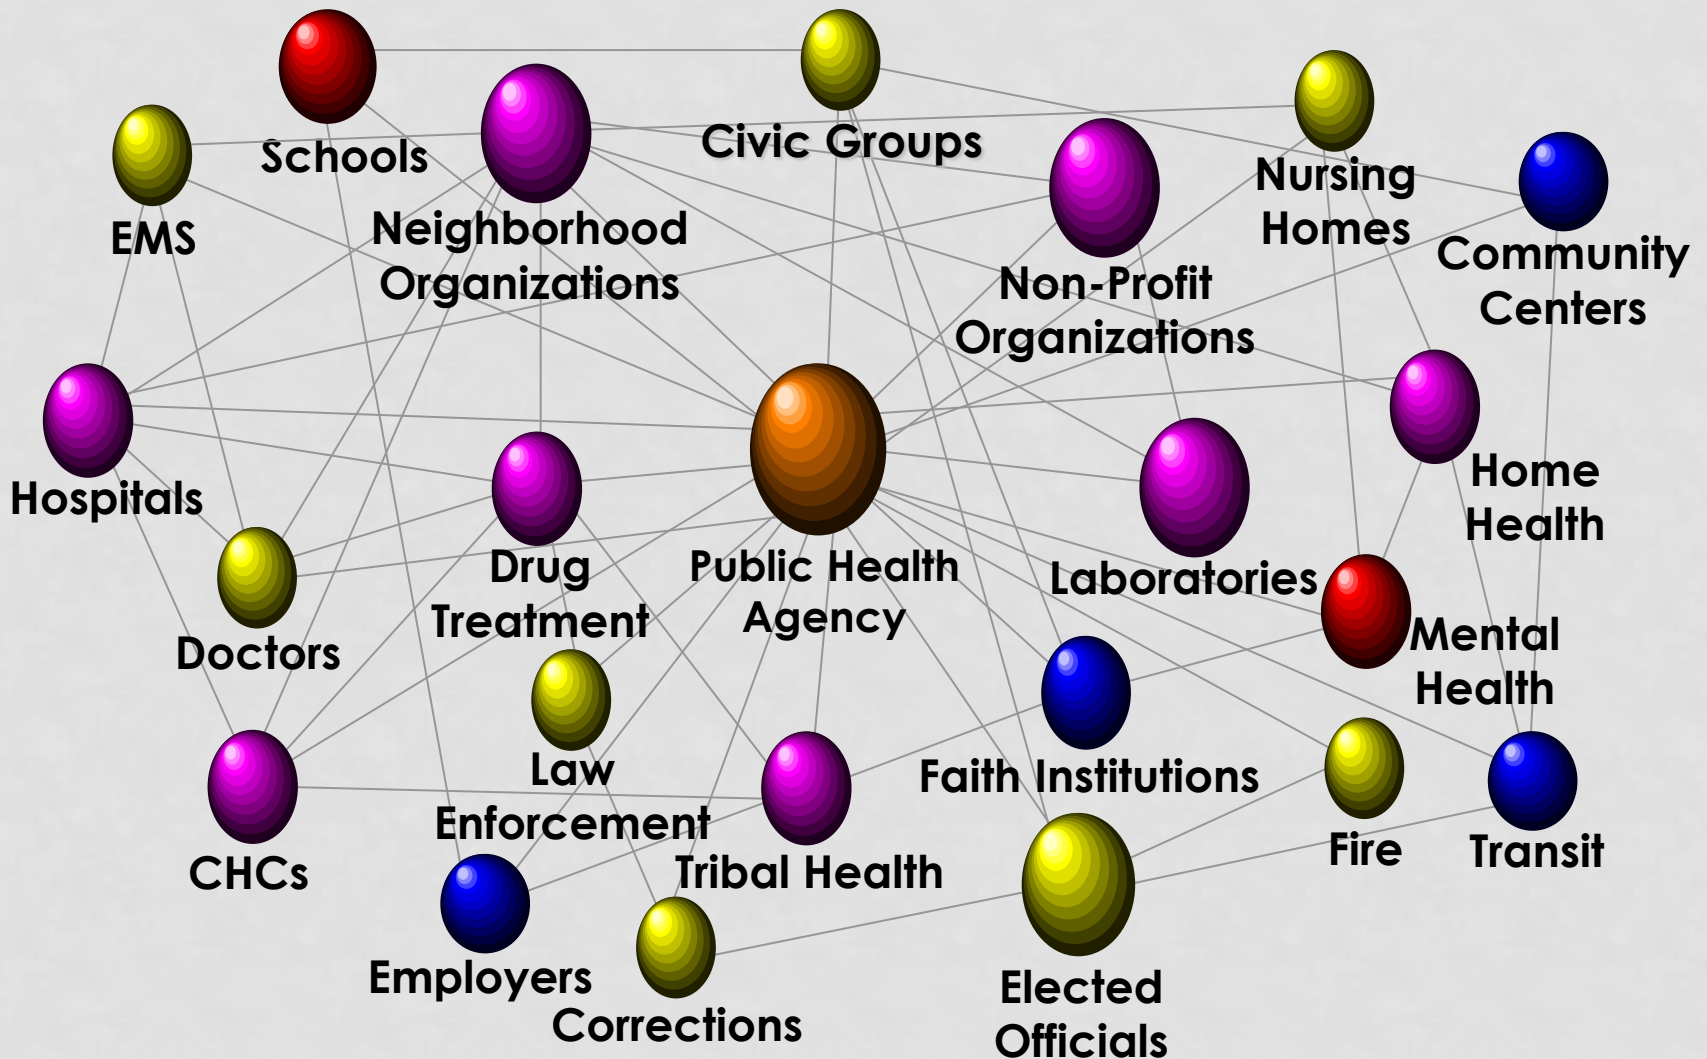 Schools
Civic Groups
Nursing
Homes
EMS
Neighborhood
Organizations
Non-Profit
Organizations
Community
Centers
Hospitals
Home
Health
Drug
Treatment
Public Health
Agency
Laboratories
Doctors
Mental
Health
Law
Enforcement
Faith Institutions
CHCs
Tribal Health
Fire
Transit
Employers
Corrections
Elected
Officials